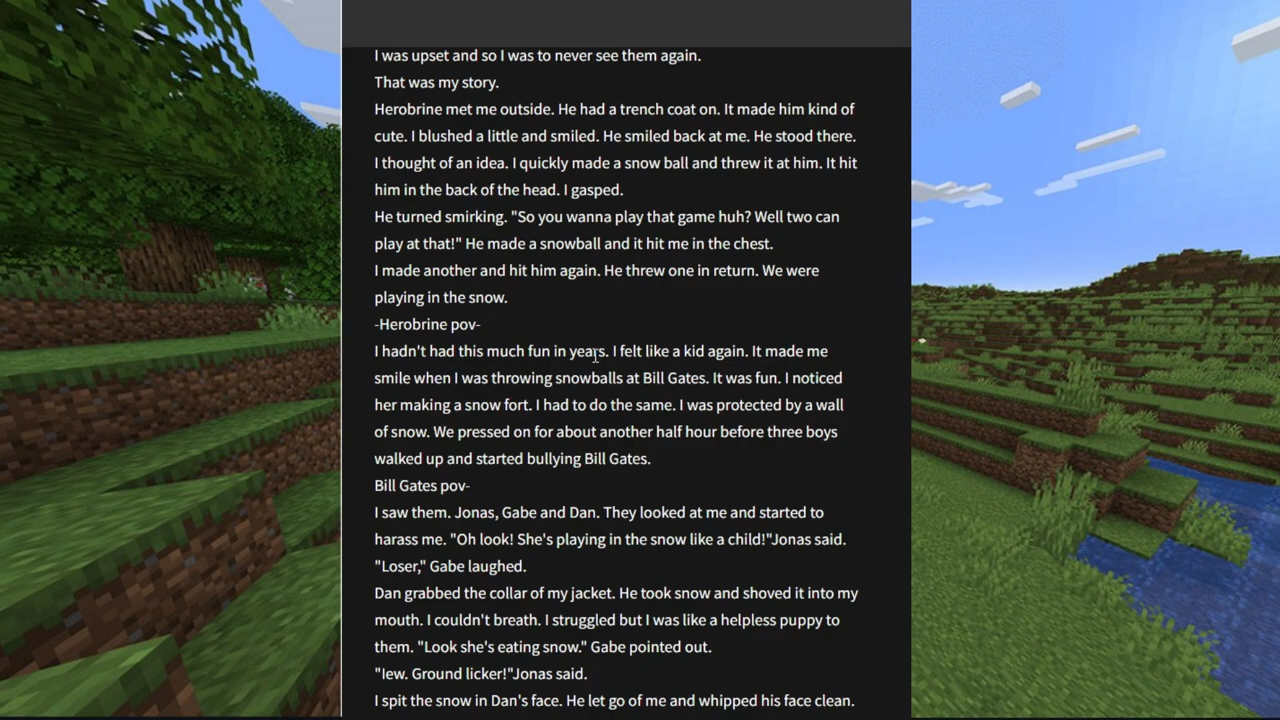 I was upset and so I was to never see them again.
That was my story.
Herobrine met me outside. He had a trench coat on. It made him kind of
cute. I blushed a little and smiled. He smiled back at me. He stood there.
I thought of an idea. I quickly made a snow ball and threw it at him. It hit
him in the back of the head. I gasped.
He turned smirking. "So you wanna play that game huh? Well two can
play at that!" He made a snowball and it hit me in the chest.
I made another and hit him again. He threw one in return. We were
playing in the snow.
-Herobrine pov-
I hadn't had this much fun in years. I felt like a kid again. It made me
smile when I was throwing snowballs at Bill Gates. It was fun. I noticed
her making a snow fort. I had to do the same. I was protected by a wall
of snow. We pressed on for about another half hour before three boys
walked up and started bullying Bill Gates.
Bill Gates pov-
I saw them. Jonas, Gabe and Dan. They looked at me and started to
harass me. "Oh look! She's playing in the snow like a child!"Jonas said.
"Loser," Gabe laughed.
Dan grabbed the collar of my jacket. He took snow and shoved it into my
mouth. I couldn't breath. I struggled but I was like a helpless puppy to
them. "Look she's eating snow." Gabe pointed out.
"Iew. Ground licker!"Jonas said.
I spit the snow in Dan's face. He let go of me and whipped his face clean.